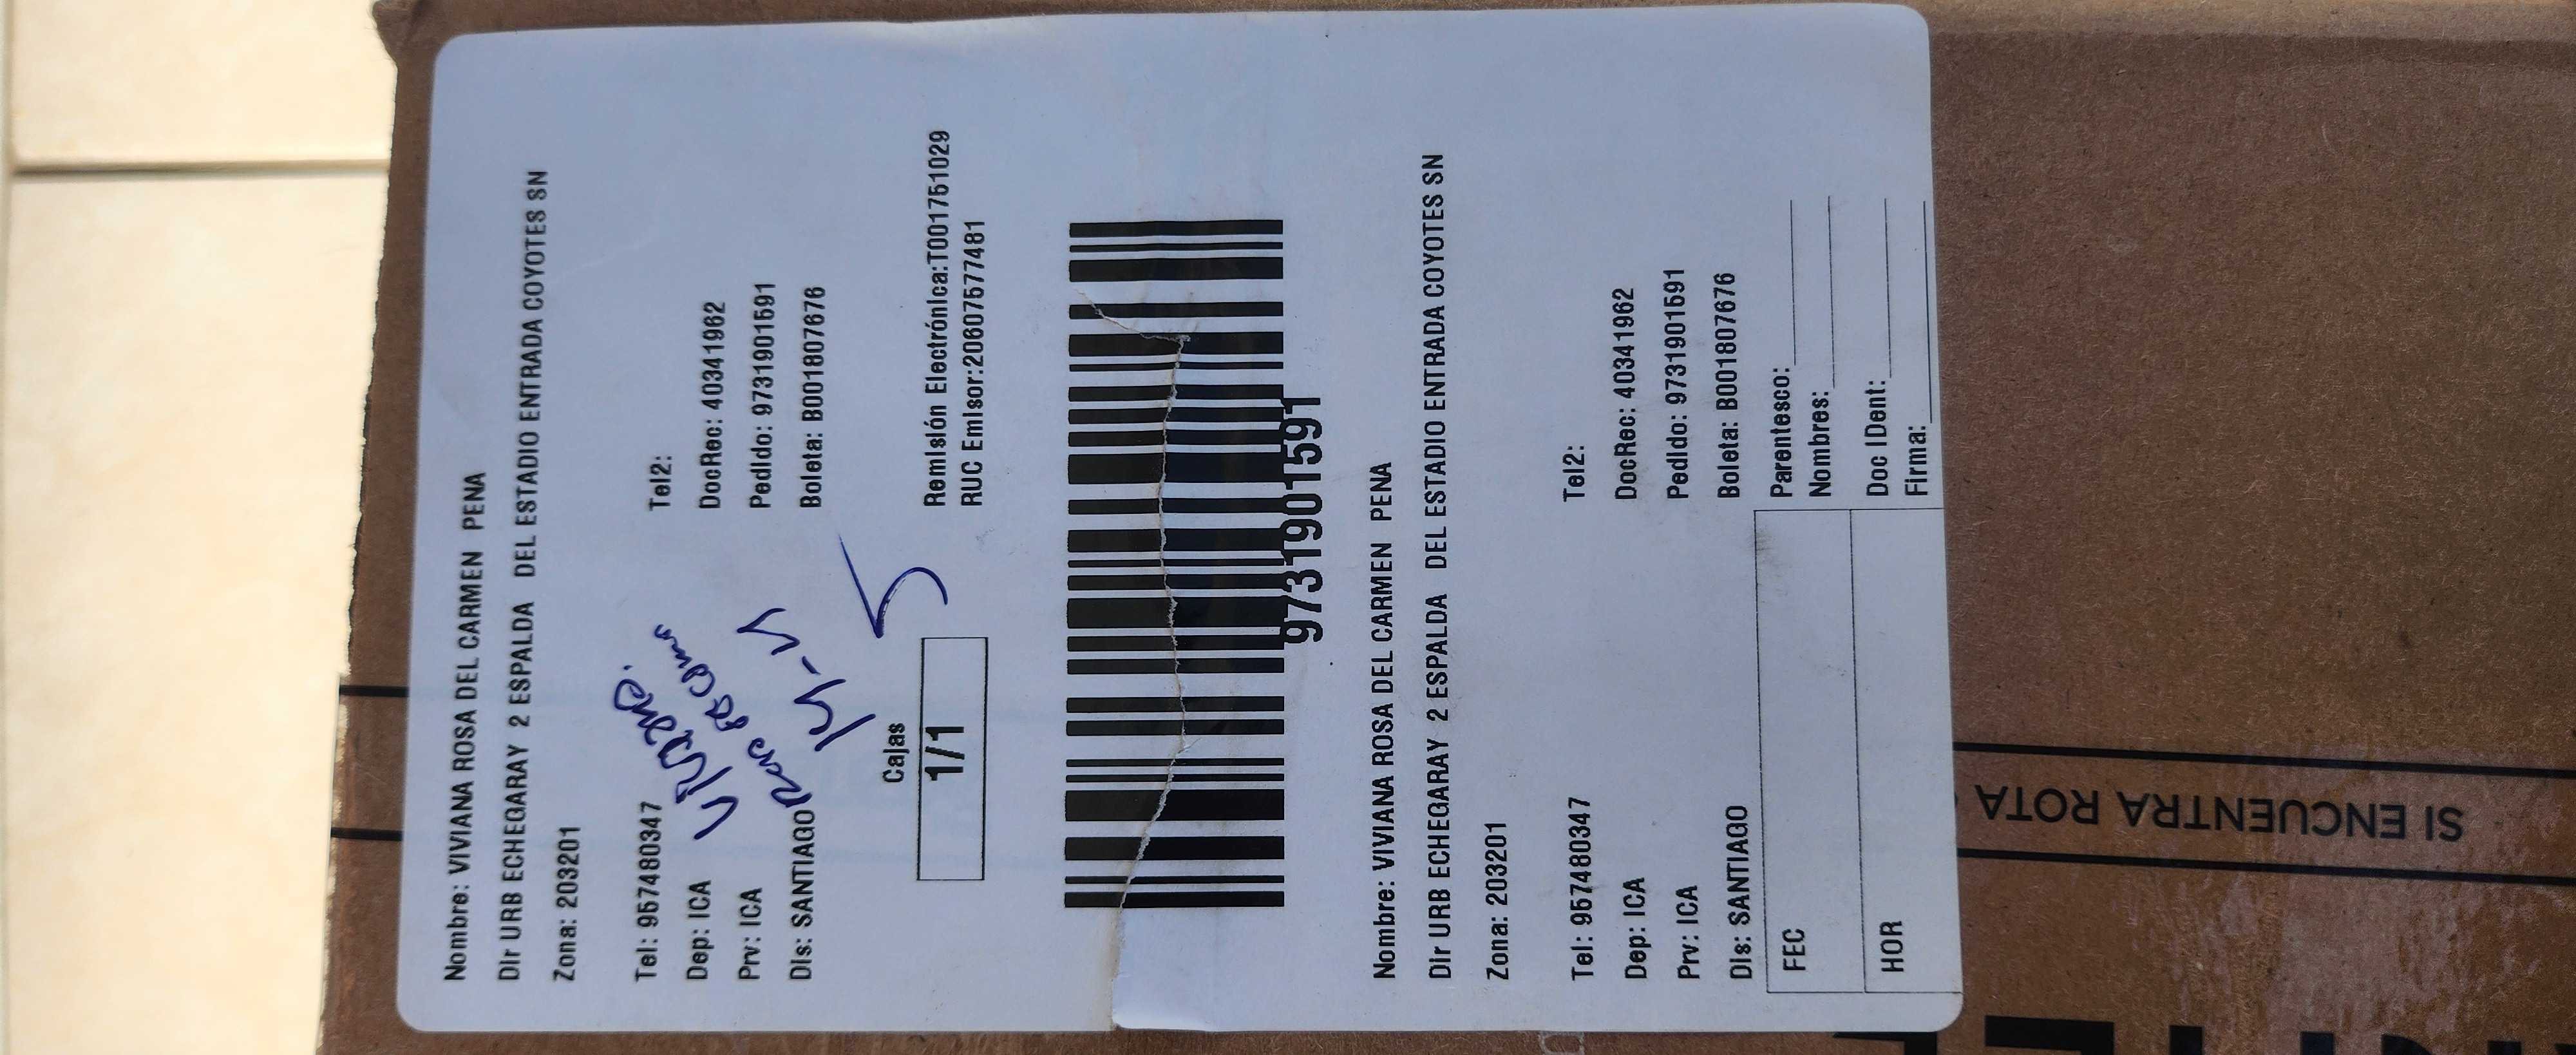 Nombre: VIVIANA ROSA DEL CARMEN PENA
Dir URB ECHEGARAY 2 ESPALDA DEL ESTADIO ENTRADA COYOTES SN
Zona: 203201
Tel: 957480347
Tel2:
Dep: ICA
DocRec: 40341962
Prv: ICA
Pedido: 9731901591
Dis: SANTIAGO
Boleta: B001807676
14-4
5
Cajas
1/1
Remisión Electrónica:T001751029
RUC Emisor:20607577481
9731901591
Nombre: VIVIANA ROSA DEL CARMEN PENA
Dir URB ECHEGARAY 2 ESPALDA DEL ESTADIO ENTRADA COYOTES SN
Zona: 203201
Tel: 957480347
Tel2:
Dep: ICA
DocRec: 40341962
Prv: ICA
Pedido: 9731901591
Dis: SANTIAGO
Boleta: B001807676
FEC
Parentesco:
Nombres:
HOR
Doc IDent:
Firma:
SI ENCUENTRA ROTA